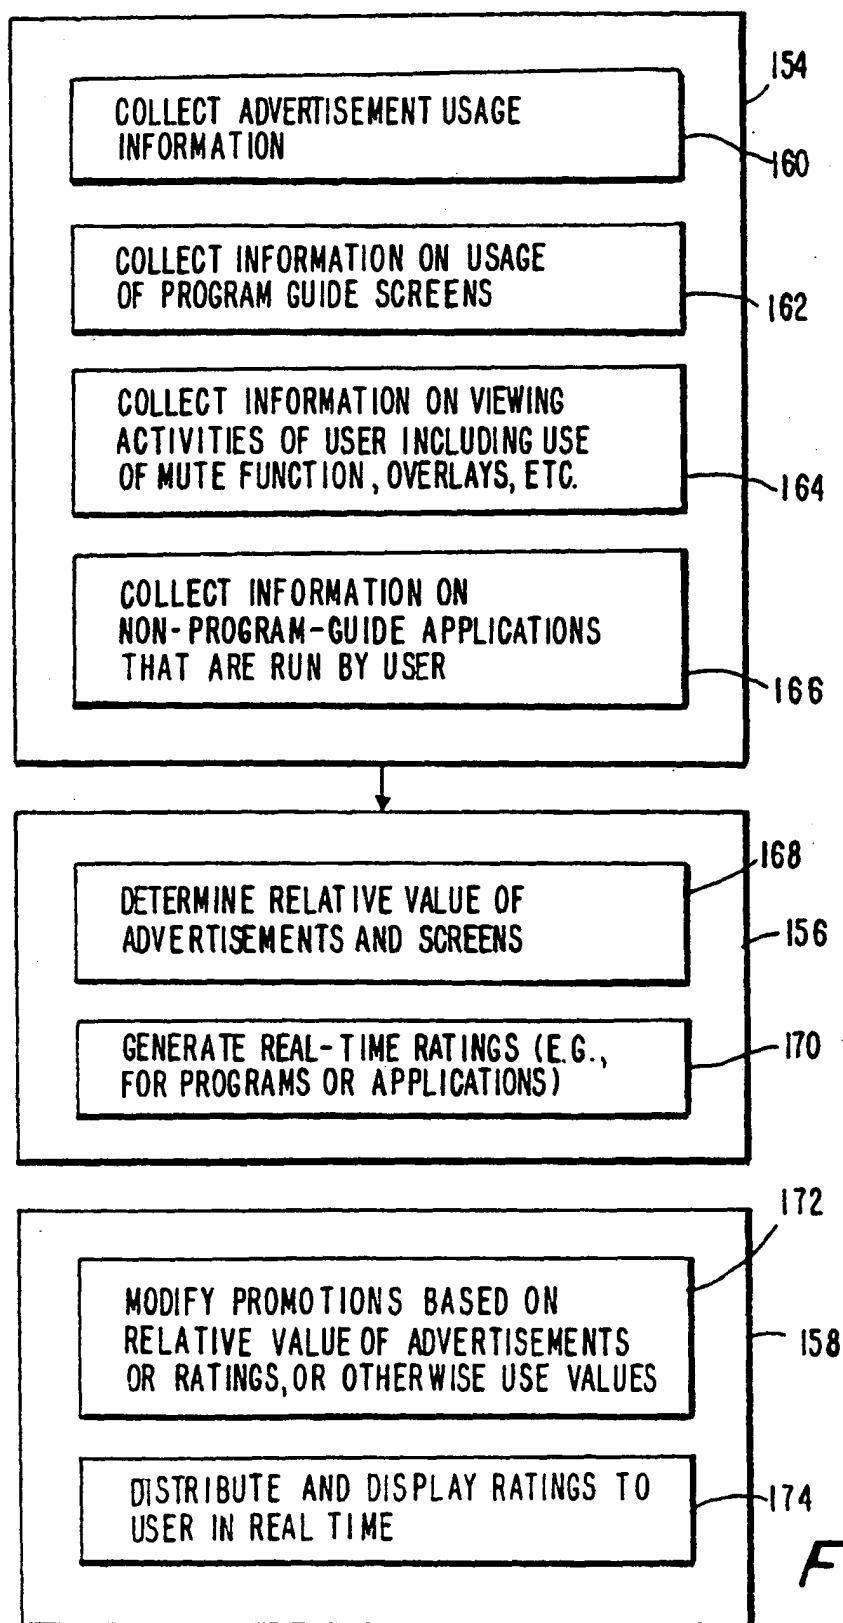 154
COLLECT ADVERTISEMENT USAGE
INFORMATION
160
COLLECT INFORMATION ON USAGE
OF PROGRAM GUIDE SCREENS
162
COLLECT INFORMATION ON VIEWING
ACTIVITIES OF USER INCLUDING USE
OF MUTE FUNCTION, OVERLAYS, ETC.
164
COLLECT INFORMATION ON
NON-PROGRAM-GUIDE APPLICATIONS
THAT ARE RUN BY USER
166
168
DETERMINE RELATIVE VALUE OF
ADVERTISEMENTS AND SCREENS
156
GENERATE REAL-TIME RATINGS (E.G.,
FOR PROGRAMS OR APPLICATIONS)
170
172
MODIFY PROMOTIONS BASED ON
RELATIVE VALUE OF ADVERTISEMENTS
OR RATINGS, OR OTHERWISE USE VALUES
158
DISTRIBUTE AND DISPLAY RATINGS TO
USER IN REAL TIME
174
F